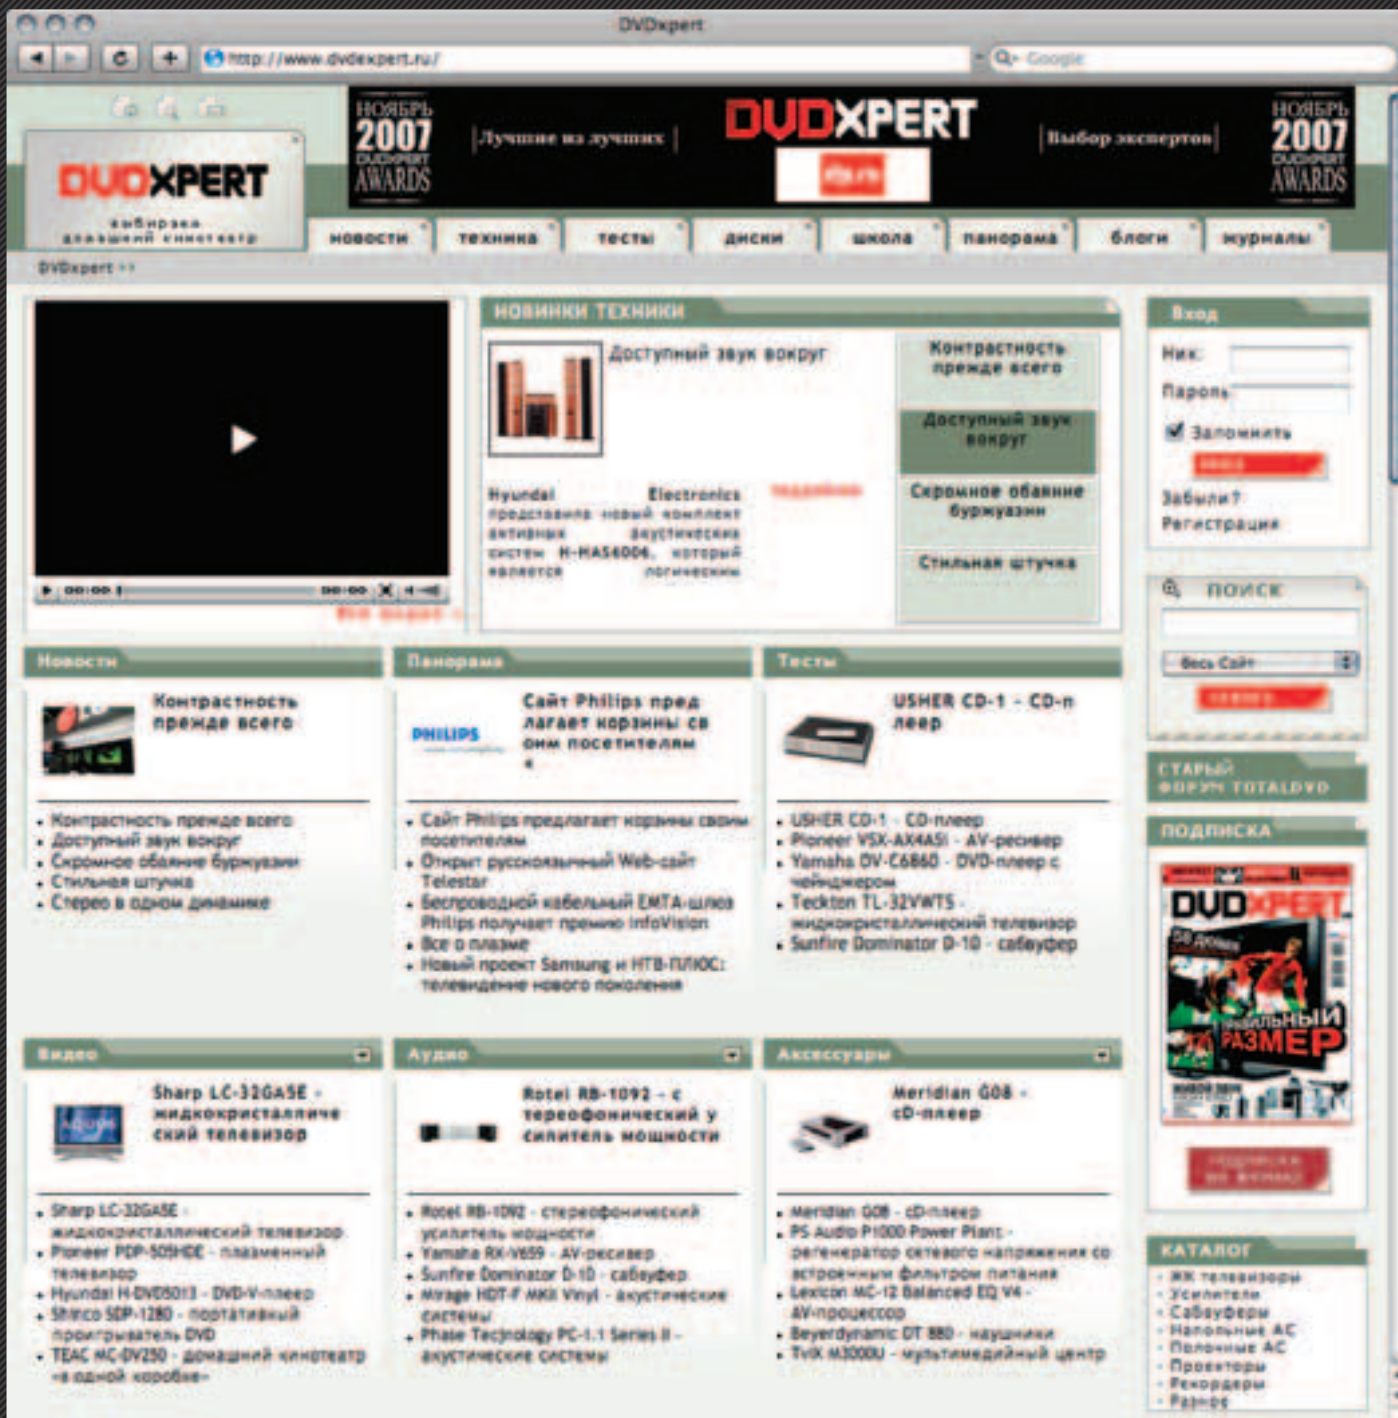 DVDxpert
http://www.dvdexpert.ru/
Google
НОЯБРЬ
2007
DVDXPERT
AWARDS
Лучшие из лучших
DVDXPERT
Выбор экспертов
НОЯБРЬ
2007
DVDXPERT
AWARDS
DVDXPERT
выбираем
домашний кинотеатр
новости
техника
тесты
диски
школа
панорама
блоги
журналы
DVDxpert >>
00:00
00:00
НОВИНКИ ТЕХНИКИ
Доступный звук вокруг
Hyundai Electronics
представила новый комплект
активных акустических
систем H-HAS6006, который
является логическим
Контрастность
прежде всего
Доступный звук
вокруг
Скромное обаяние
буржуазии
Стильная штучка
Вход
Ник:
Пароль:
Запомнить
Забыли?
Регистрация
ПОИСК
Весь Сайт
СТАРЫЙ
ФОРУМ TOTALDVD
ПОДПИСКА
DVDXPERT
ПРАВИЛЬНЫЙ
РАЗМЕР
ЖИВОЙ ЗВУК
ПОДПИСКА
НА ЖУРНАЛ
КАТАЛОГ
- ЖК телевизоры
- Усилители
- Сабвуферы
- Напольные АС
- Полочные АС
- Проекторы
- Рекордеры
- Разное
Новости
Контрастность
прежде всего
• Контрастность прежде всего
• Доступный звук вокруг
• Скромное обаяние буржуазии
• Стильная штучка
• Стерео в одном динамике
Панорама
PHILIPS
Сайт Philips пред
лагает корзины св
оим посетителям
• Сайт Philips предлагает корзины своим
посетителям
• Открыт русскоязычный Web-сайт
Telestar
• Беспроводной кабельный EMTA-шлюз
Philips получает премию InfoVision
• Все о плазме
• Новый проект Samsung и НТВ-ПЛЮС:
телевидение нового поколения
Тесты
USHER CD-1 - CD-п
леер
• USHER CD-1 - CD-плеер
• Pioneer VSX-AX4ASi - AV-ресивер
• Yamaha DV-C6860 - DVD-плеер с
чейнджером
• Teckton TL-32VWTS -
жидкокристаллический телевизор
• Sunfire Dominator D-10 - сабвуфер
Видео
Sharp LC-32GA5E -
жидкокристалличе
ский телевизор
• Sharp LC-32GA5E -
жидкокристаллический телевизор
• Pioneer PDP-505HDE - плазменный
телевизор
• Hyundai H-DVD5013 - DVD-V-плеер
• Shinco SDP-1280 - портативный
проигрыватель DVD
• TEAC MC-DV250 - домашний кинотеатр
«в одной коробке»
Аудио
Rotel RB-1092 - с
тереофонический у
силитель мощности
• Rotel RB-1092 - стереофонический
усилитель мощности
• Yamaha RX-V659 - AV-ресивер
• Sunfire Dominator D-10 - сабвуфер
• Mirage HDT-F MKII Vinyl - акустические
системы
• Phase Technology PC-1.1 Series II -
акустические системы
Аксессуары
Meridian G08 -
cD-плеер
• Meridian G08 - cD-плеер
• PS Audio P1000 Power Plant -
регенератор сетевого напряжения со
встроенным фильтром питания
• Lexicon MC-12 Balanced EQ V4 -
AV-процессор
• Beyerdynamic DT 880 - наушники
• TviX M3000U - мультимедийный центр